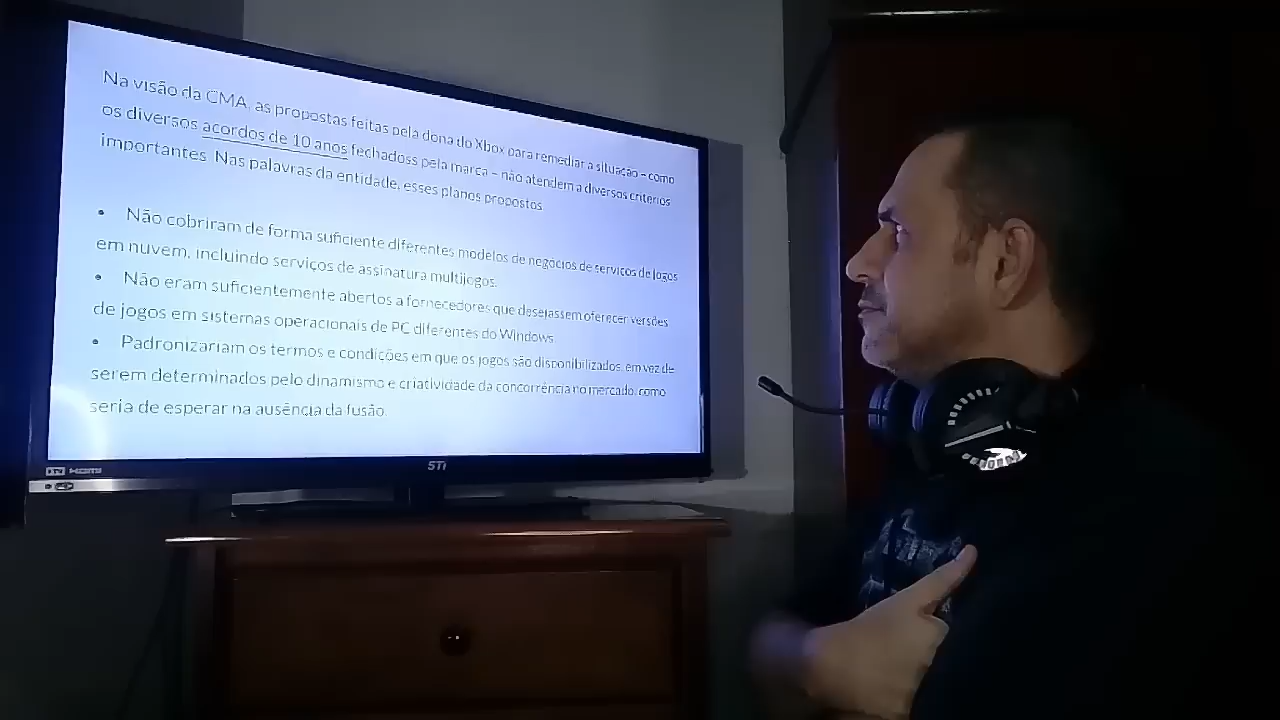 Na visão da CMA, as propostas feitas pela dona do Xbox para remediar a situação – como
os diversos acordos de 10 anos fechadoss pela marca – não atendem a diversos critérios
importantes. Nas palavras da entidade, esses planos propostos:
• Não cobriram de forma suficiente diferentes modelos de negócios de serviços de jogos
em nuvem, incluindo serviços de assinatura multijogos.
• Não eram suficientemente abertos a fornecedores que desejassem oferecer versões
de jogos em sistemas operacionais de PC diferentes do Windows.
• Padronizariam os termos e condições em que os jogos são disponibilizados, em vez de
serem determinados pelo dinamismo e criatividade da concorrência no mercado, como
seria de esperar na ausência da fusão.
HDMI
STi